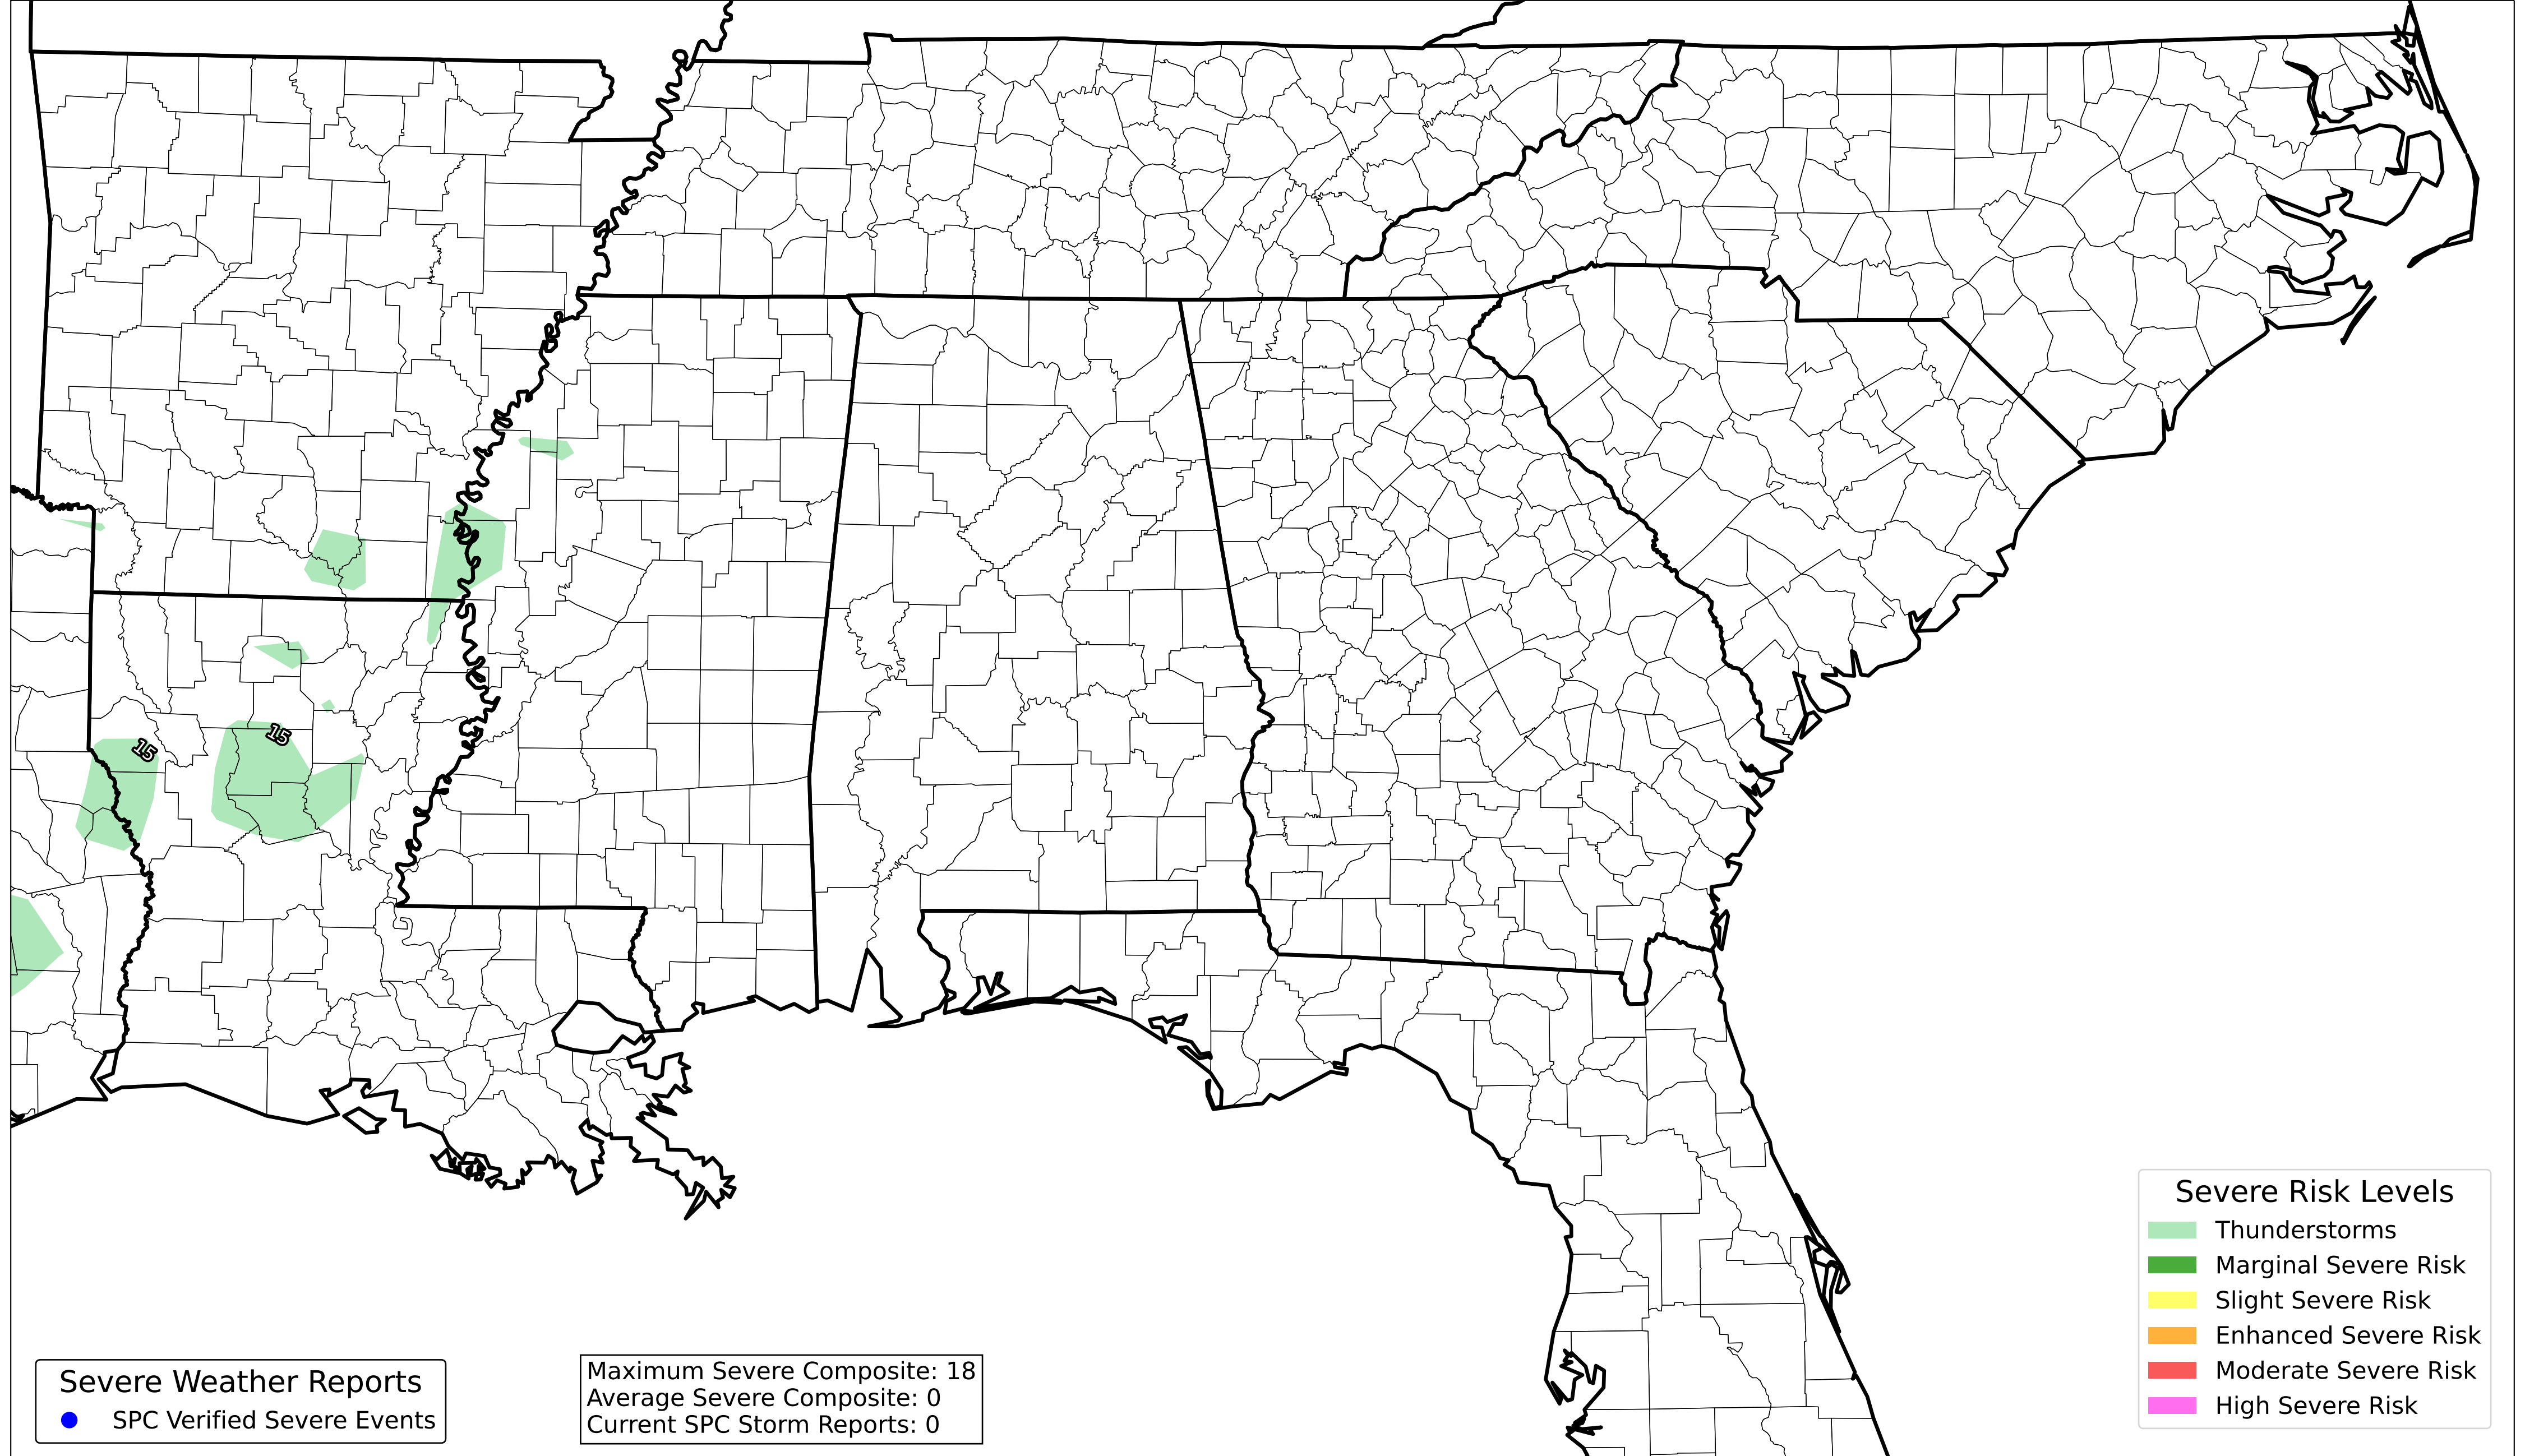 15
15
Severe Risk Levels
Thunderstorms
Marginal Severe Risk
Slight Severe Risk
Enhanced Severe Risk
Moderate Severe Risk
High Severe Risk
Severe Weather Reports
SPC Verified Severe Events
Maximum Severe Composite: 18
Average Severe Composite: 0
Current SPC Storm Reports: 0